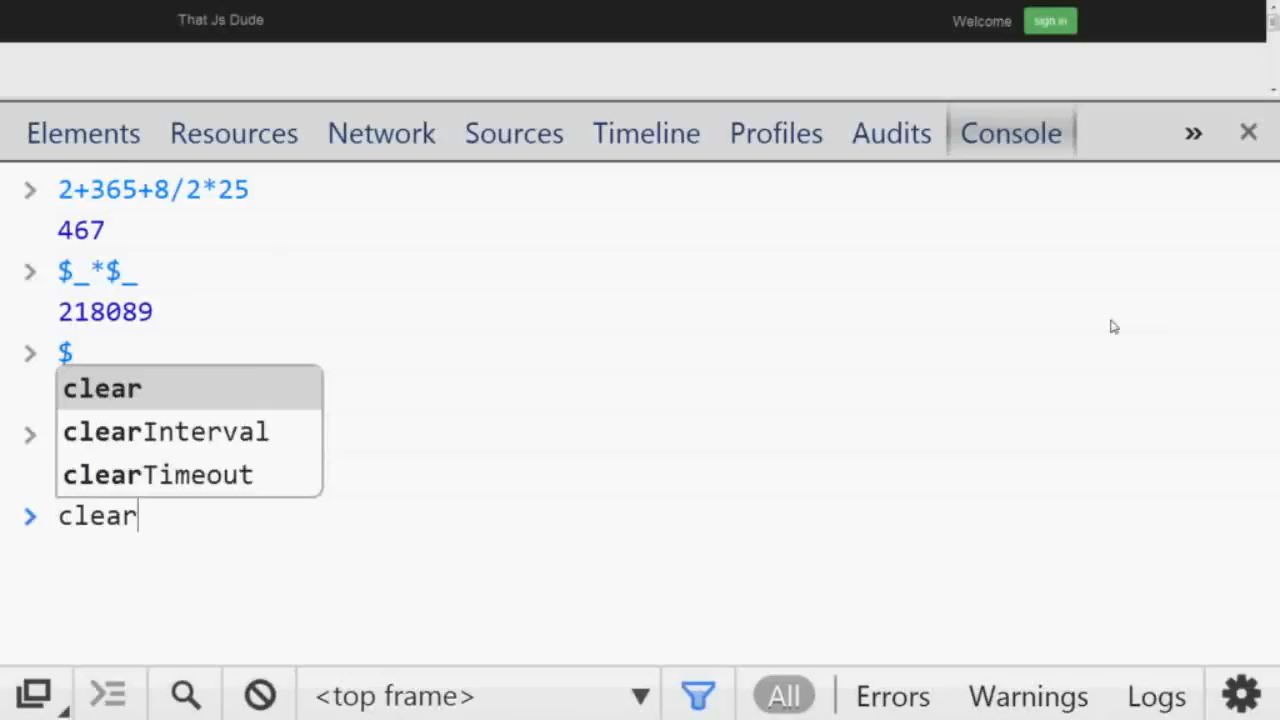 That Js Dude
Welcome sign in
Elements Resources Network Sources Timeline Profiles Audits Console
> 2+365+8/2*25
467
> $_*$_
218089
> $
clear
clearInterval
clearTimeout
> clear
<top frame> All Errors Warnings Logs